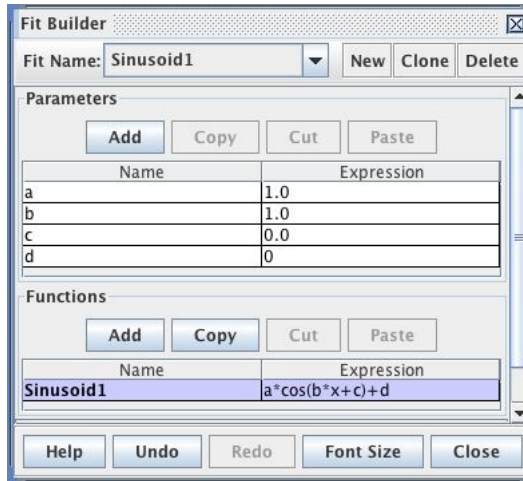 Fit Builder
Fit Name: Sinusoid1 New Clone Delete
Parameters
Add Copy Cut Paste
Name Expression
a 1.0
b 1.0
c 0.0
d 0
Functions
Add Copy Cut Paste
Name Expression
Sinusoid1 a*cos(b*x+c)+d
Help Undo Redo Font Size Close